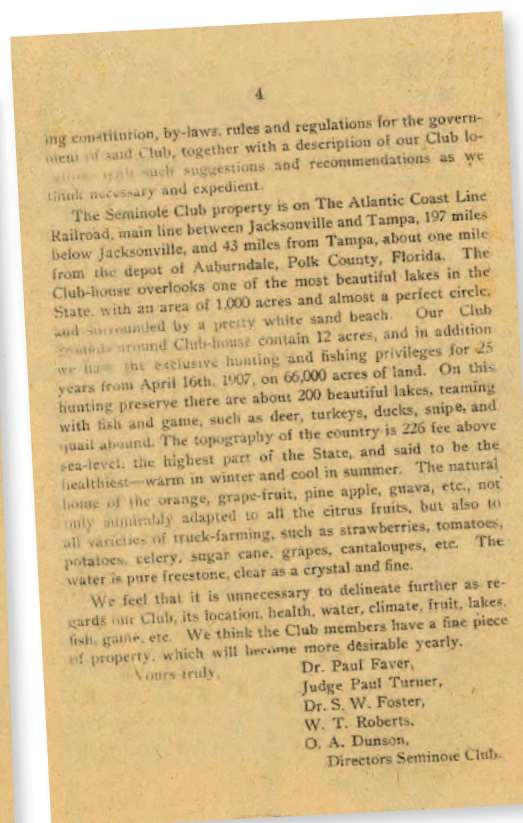 4
ing constitution, by-laws, rules and regulations for the govern-
ment of said Club, together with a description of our Club lo-
such suggestions and recommendations as we
think necessary and expedient.
The Seminole Club property is on The Atlantic Coast Line
Railroad, main line between Jacksonville and Tampa, 197 miles
below Jacksonville, and 43 miles from Tampa, about one mile
from the depot of Auburndale, Polk County, Florida. The
Club-house overlooks one of the most beautiful lakes in the
State, with an area of 1,000 acres and almost a perfect circle,
and surrounded by a pretty white sand beach. Our Club
grounds around Club-house contain 12 acres, and in addition
we have the exclusive hunting and fishing privileges for 25
years from April 16th, 1907, on 66,000 acres of land. On this
hunting preserve there are about 200 beautiful lakes, teaming
with fish and game, such as deer, turkeys, ducks, snipe, and
quail abound. The topography of the country is 226 fee above
sea-level, the highest part of the State, and said to be the
healthiest—warm in winter and cool in summer. The natural
home of the orange, grape-fruit, pine apple, guava, etc., not
only admirably adapted to all the citrus fruits, but also to
all varieties of truck-farming, such as strawberries, tomatoes,
potatoes, celery, sugar cane, grapes, cantaloupes, etc. The
water is pure freestone, clear as a crystal and fine.
We feel that it is unnecessary to delineate further as re-
gards our Club, its location, health, water, climate, fruit, lakes,
fish, game, etc. We think the Club members have a fine piece
of property, which will become more desirable yearly.
Yours truly,
Dr. Paul Faver,
Judge Paul Turner,
Dr. S. W. Foster,
W. T. Roberts,
O. A. Dunson,
Directors Seminole Club.